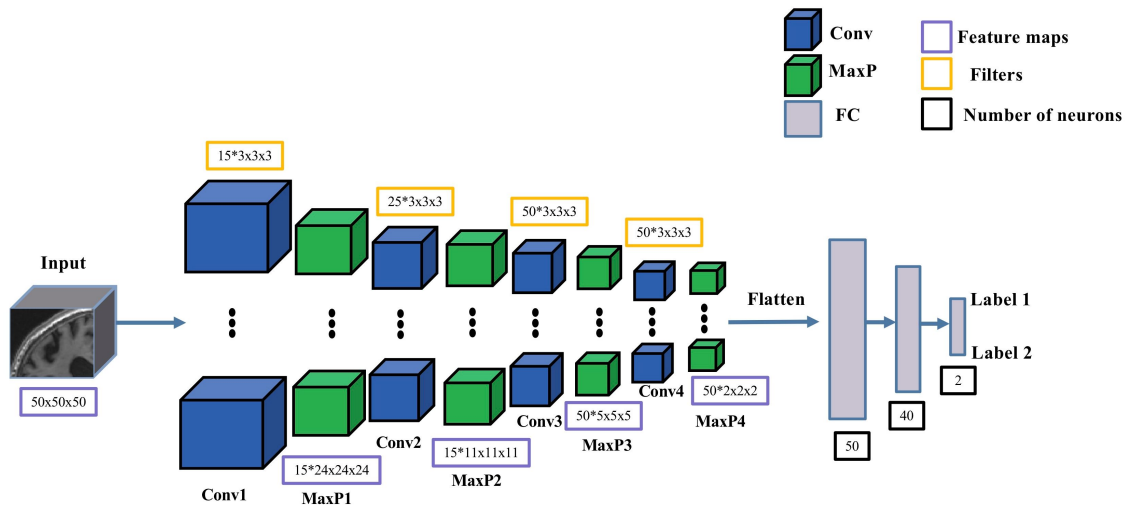 Conv
MaxP
FC
Feature maps
Filters
Number of neurons
15*3x3x3
25*3x3x3
50*3x3x3
50*3x3x3
Input
50x50x50
Flatten
Label 1
Label 2
Conv1
15*24x24x24
MaxP1
Conv2
15*11x11x11
MaxP2
Conv3
50*5x5x5
MaxP3
Conv4
50*2x2x2
MaxP4
50
40
2